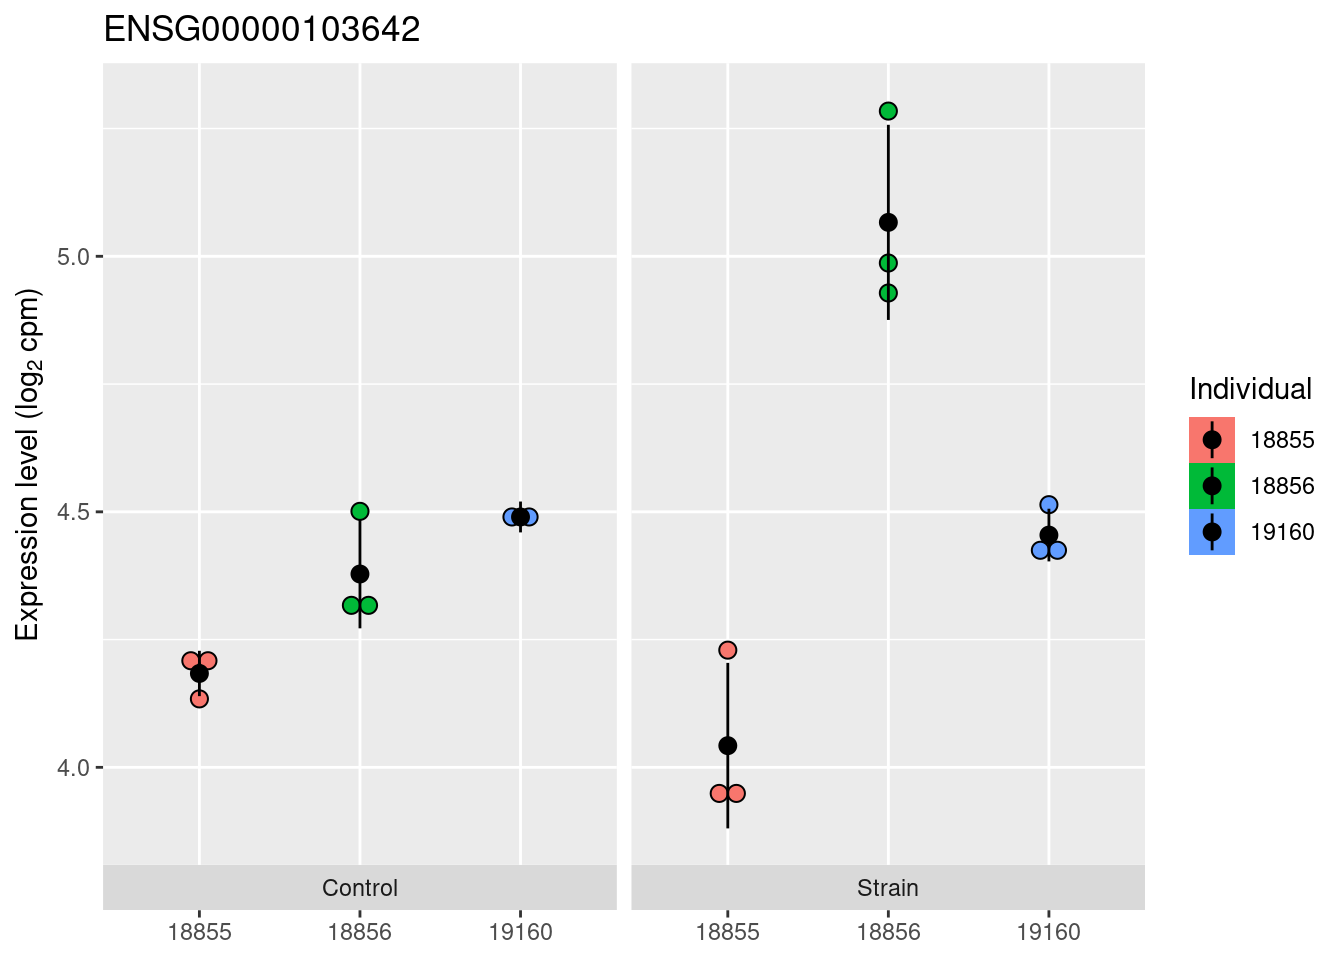 ENSG00000103642
Expression level (log₂ cpm)
5.0
4.5
4.0
Control
Strain
18855
18856
19160
18855
18856
19160
Individual
18855
18856
19160